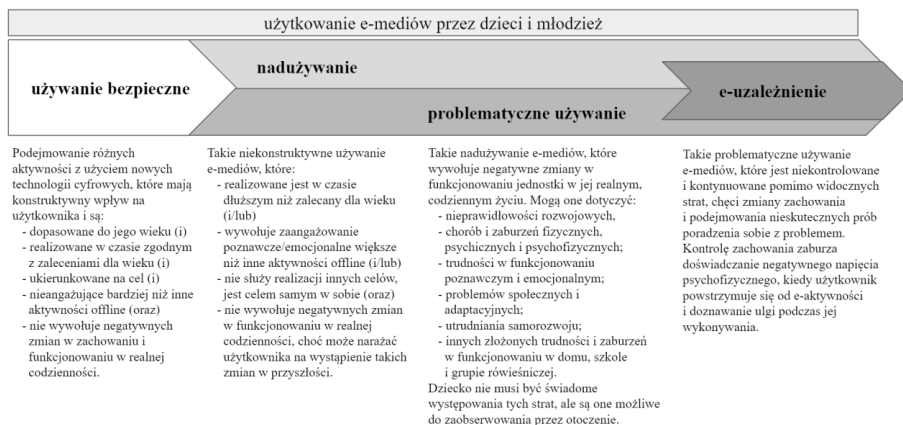 użytkowanie e-mediów przez dzieci i młodzież
używanie bezpieczne
nadużywanie
problematyczne używanie
e-uzależnienie
Podejmowanie różnych
aktywności z użyciem nowych
technologii cyfrowych, które mają
konstruktywny wpływ na
użytkownika i są:
- dopasowane do jego wieku (i)
- realizowane w czasie zgodnym
z zaleceniami dla wieku (i)
- ukierunkowane na cel (i)
- nieangażujące bardziej niż inne
aktywności offline (oraz)
- nie wywołuje negatywnych
zmian w zachowaniu i
funkcjonowaniu w realnej
codzienności.
Takie niekonstruktywne używanie
e-mediów, które:
- realizowane jest w czasie
dłuższym niż zalecany dla wieku
(i/lub)
- wywołuje zaangażowanie
poznawcze/emocjonalne większe
niż inne aktywności offline (i/lub)
- nie służy realizacji innych celów,
jest celem samym w sobie (oraz)
- nie wywołuje negatywnych zmian
w funkcjonowaniu w realnej
codzienności, choć może narażać
użytkownika na wystąpienie takich
zmian w przyszłości.
Takie nadużywanie e-mediów, które
wywołuje negatywne zmiany w
funkcjonowaniu jednostki w jej realnym,
codziennym życiu. Mogą one dotyczyć:
- nieprawidłowości rozwojowych,
- chorób i zaburzeń fizycznych,
psychicznych i psychofizycznych;
- trudności w funkcjonowaniu
poznawczym i emocjonalnym;
- problemów społecznych i
adaptacyjnych;
- utrudniania samorozwoju;
- innych złożonych trudności i zaburzeń
w funkcjonowaniu w domu, szkole
i grupie rówieśniczej.
Dziecko nie musi być świadome
występowania tych strat, ale są one możliwe
do zaobserwowania przez otoczenie.
Takie problematyczne używanie
e-mediów, które jest niekontrolowane
i kontynuowane pomimo widocznych
strat, chęci zmiany zachowania
i podejmowania nieskutecznych prób
poradzenia sobie z problemem.
Kontrolę zachowania zaburza
doświadczanie negatywnego napięcia
psychofizycznego, kiedy użytkownik
powstrzymuje się od e-aktywności
i doznawanie ulgi podczas jej
wykonywania.